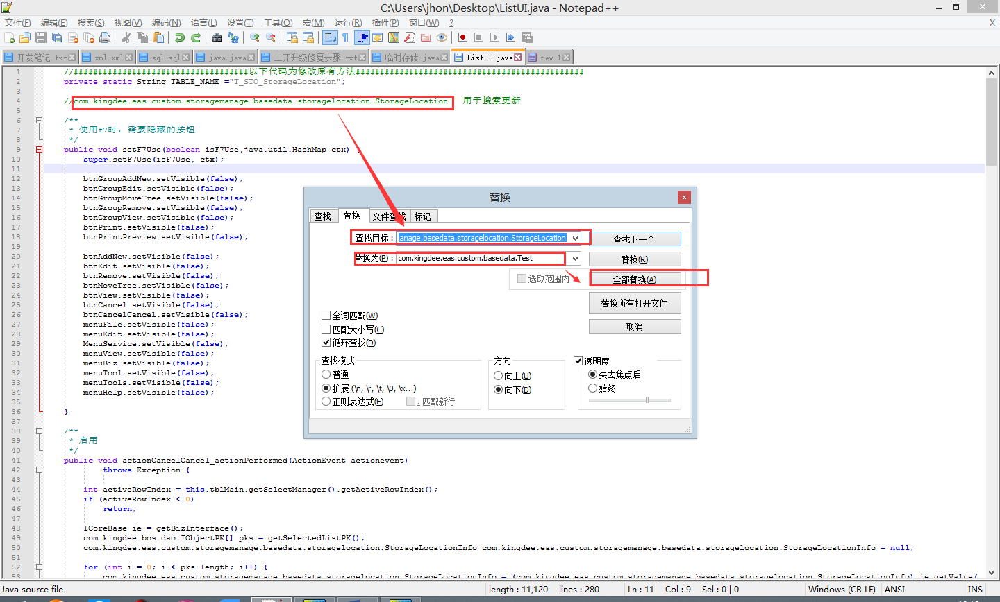 C:\Users\jhon\Desktop\ListUI.java - Notepad++
文件(F) 编辑(E) 搜索(S) 视图(V) 编码(N) 语言(L) 设置(T) 工具(O) 宏(M) 运行(R) 插件(P) 窗口(W) ? X
开发笔记.txt xml.xml sql.sql java.java 二开升级修复步骤.txt 临时存储.java ListUI.java new 1
1 //####################################以下代码为修改原有方法###############################################
2 private static String TABLE_NAME ="T_STO_StorageLocation";
3
4 //com.kingdee.eas.custom.storagemanage.basedata.storagelocation.StorageLocation 用于搜索更新
5
6 /**
7 * 使用f7时，需要隐藏的按钮
8 */
9 public void setF7Use(boolean isF7Use,java.util.HashMap ctx) {
10 super.setF7Use(isF7Use, ctx);
11
12 btnGroupAddNew.setVisible(false);
13 btnGroupEdit.setVisible(false);
14 btnGroupMoveTree.setVisible(false);
15 btnGroupRemove.setVisible(false);
16 btnGroupView.setVisible(false);
17 btnPrint.setVisible(false);
18 btnPrintPreview.setVisible(false);
19
20 btnAddNew.setVisible(false);
21 btnEdit.setVisible(false);
22 btnRemove.setVisible(false);
23 btnMoveTree.setVisible(false);
24 btnView.setVisible(false);
25 btnCancel.setVisible(false);
26 btnCancelCancel.setVisible(false);
27 menuFile.setVisible(false);
28 menuEdit.setVisible(false);
29 MenuService.setVisible(false);
30 menuView.setVisible(false);
31 menuBiz.setVisible(false);
32 menuTool.setVisible(false);
33 menuTools.setVisible(false);
34 menuHelp.setVisible(false);
35
36 }
37
38 /**
39 * 启用
40 */
41 public void actionCancelCancel_actionPerformed(ActionEvent actionevent)
42 throws Exception {
43
44 int activeRowIndex = this.tblMain.getSelectManager().getActiveRowIndex();
45 if (activeRowIndex < 0)
46 return;
47
48 ICoreBase ie = getBizInterface();
49 com.kingdee.bos.dao.IObjectPK[] pks = getSelectedListPK();
50 com.kingdee.eas.custom.storagemanage.basedata.storagelocation.StorageLocationInfo com.kingdee.eas.custom.storagemanage.basedata.storagelocation.StorageLocationInfo = null;
51
52 for (int i = 0; i < pks.length; i++) {
53 com.kingdee.eas.custom.storagemanage.basedata.storagelocation.StorageLocationInfo = (com.kingdee.eas.custom.storagemanage.basedata.storagelocation.StorageLocationInfo) ie.getValue(
替换
x
查找 替换 文件查找 标记
查找目标： anage.basedata.storagelocation.StorageLocation 查找下一个
替换为(P)： com.kingdee.eas.custom.basedata.Test 替换(R)
选取范围内 全部替换(A)
替换所有打开文件
取消
全词匹配(W)
匹配大小写(C)
循环查找(D)
查找模式
普通
扩展 (\n, \r, \t, \0, \x...)
正则表达式(E) . 匹配新行
方向
向上(U)
向下(D)
透明度
失去焦点后
始终
Java source file length : 11,120 lines : 280 Ln : 11 Col : 9 Sel : 0 | 0 Windows (CR LF) ANSI INS